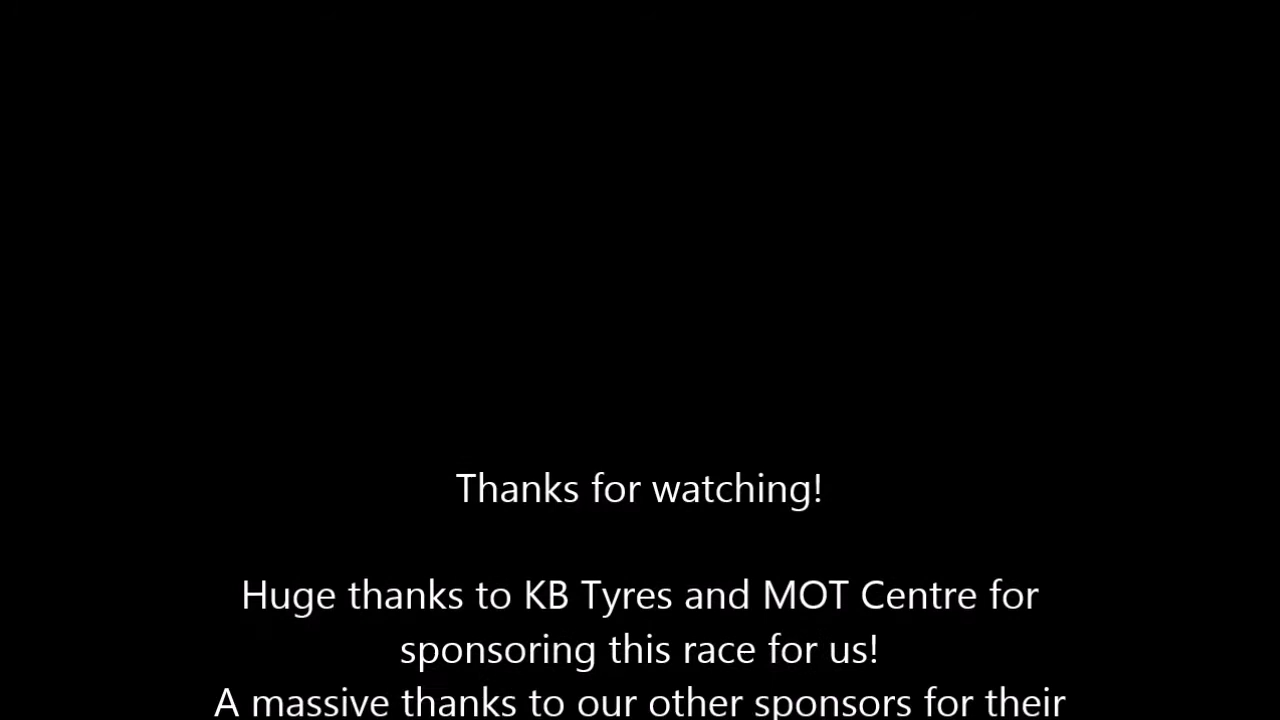 Thanks for watching!
Huge thanks to KB Tyres and MOT Centre for
sponsoring this race for us!
A massive thanks to our other sponsors for their